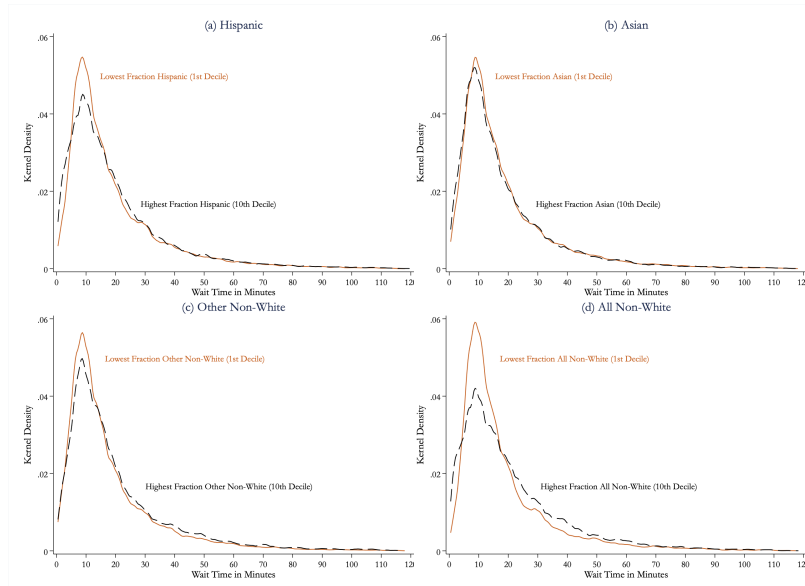 (a) Hispanic
.06
.04
.02
0
Kernel Density
Lowest Fraction Hispanic (1st Decile)
Highest Fraction Hispanic (10th Decile)
0 10 20 30 40 50 60 70 80 90 100 110 120
Wait Time in Minutes
(b) Asian
.06
.04
.02
0
Kernel Density
Lowest Fraction Asian (1st Decile)
Highest Fraction Asian (10th Decile)
0 10 20 30 40 50 60 70 80 90 100 110 120
Wait Time in Minutes
(c) Other Non-White
.06
.04
.02
0
Kernel Density
Lowest Fraction Other Non-White (1st Decile)
Highest Fraction Other Non-White (10th Decile)
0 10 20 30 40 50 60 70 80 90 100 110 120
Wait Time in Minutes
(d) All Non-White
.06
.04
.02
0
Kernel Density
Lowest Fraction All Non-White (1st Decile)
Highest Fraction All Non-White (10th Decile)
0 10 20 30 40 50 60 70 80 90 100 110 120
Wait Time in Minutes